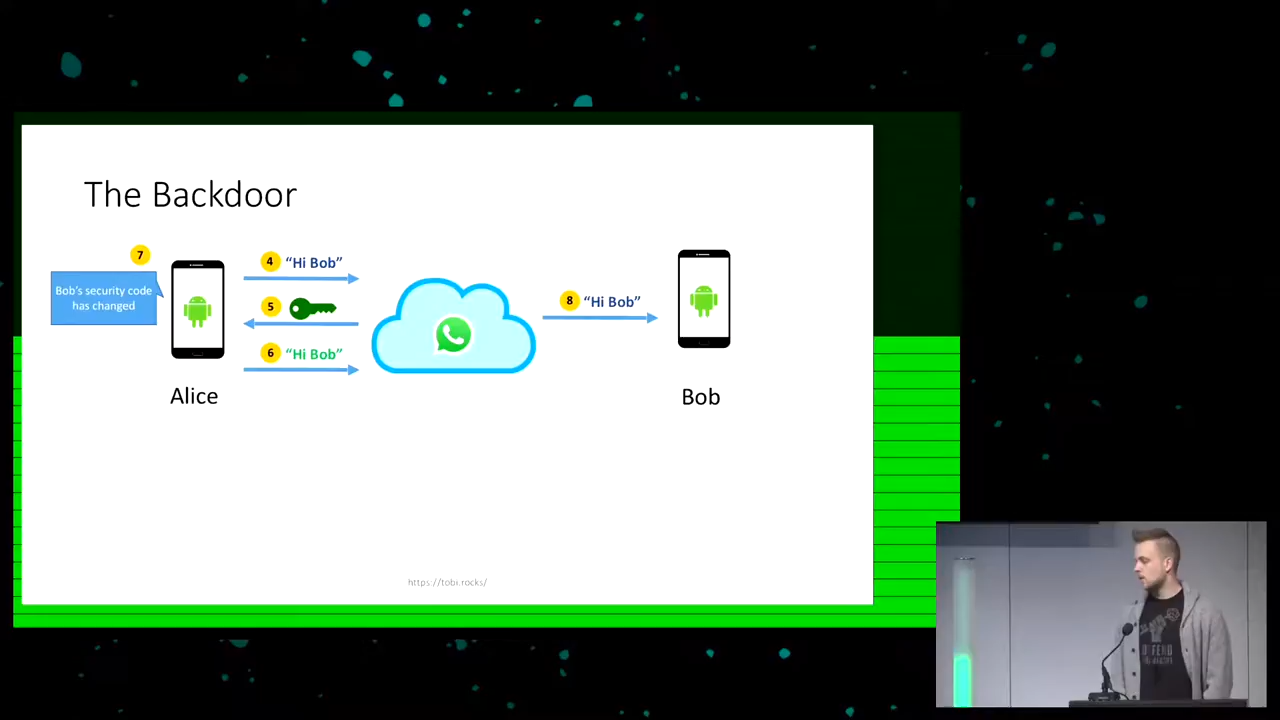 The Backdoor
7
Bob's security code
has changed
4 “Hi Bob”
5
6 “Hi Bob”
8 “Hi Bob”
Alice
Bob
https://tobi.rocks/